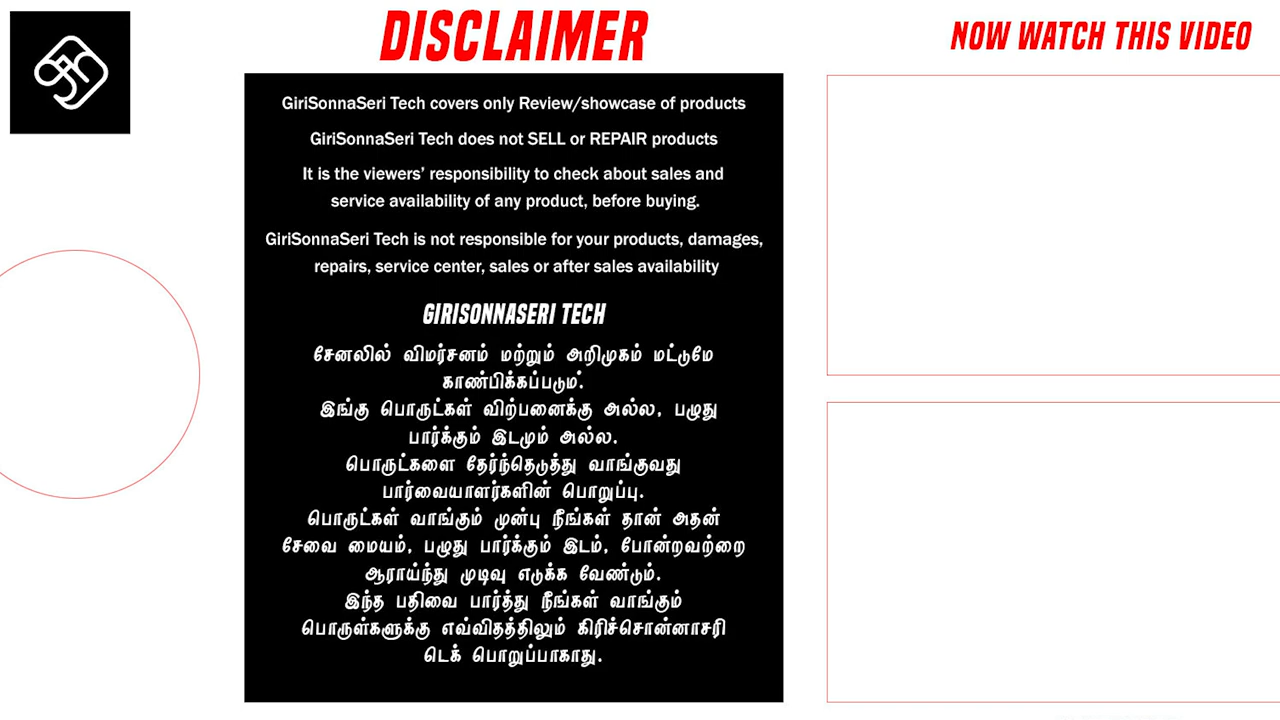 DISCLAIMER
NOW WATCH THIS VIDEO
GiriSonnaSeri Tech covers only Review/showcase of products
GiriSonnaSeri Tech does not SELL or REPAIR products
It is the viewers’ responsibility to check about sales and
service availability of any product, before buying.
GiriSonnaSeri Tech is not responsible for your products, damages,
repairs, service center, sales or after sales availability
GIRISONNASERI TECH
சேனலில் விமர்சனம் மற்றும் அறிமுகம் மட்டுமே
காண்பிக்கப்படும்.
இங்கு பொருட்கள் விற்பனைக்கு அல்ல, பழுது
பார்க்கும் இடமும் அல்ல.
பொருட்களை தேர்ந்தெடுத்து வாங்குவது
பார்வையாளர்களின் பொறுப்பு.
பொருட்கள் வாங்கும் முன்பு நீங்கள் தான் அதன்
சேவை மையம், பழுது பார்க்கும் இடம், போன்றவற்றை
ஆராய்ந்து முடிவு எடுக்க வேண்டும்.
இந்த பதிவை பார்த்து நீங்கள் வாங்கும்
பொருள்களுக்கு எவ்விதத்திலும் கிரிச்சொன்னாசரி
டெக் பொறுப்பாகாது.